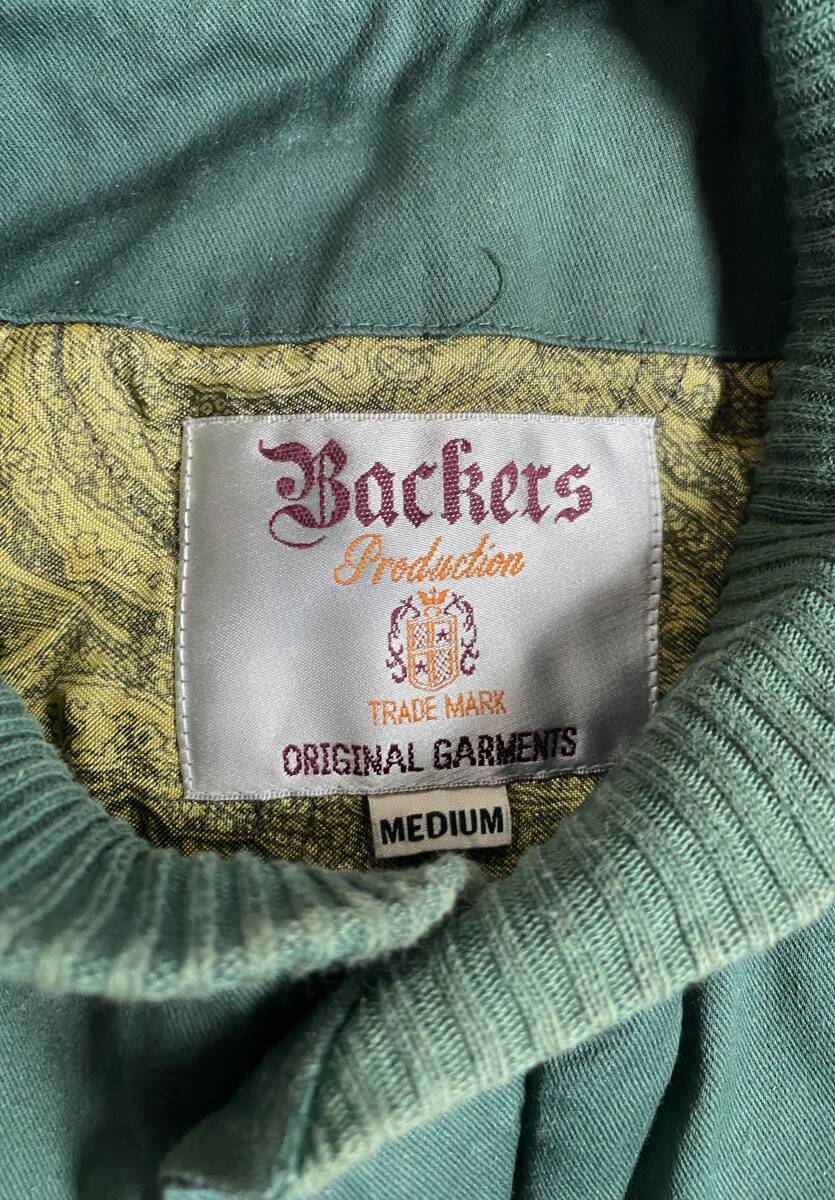 Backers
Production
TRADE MARK
ORIGINAL GARMENTS
MEDIUM